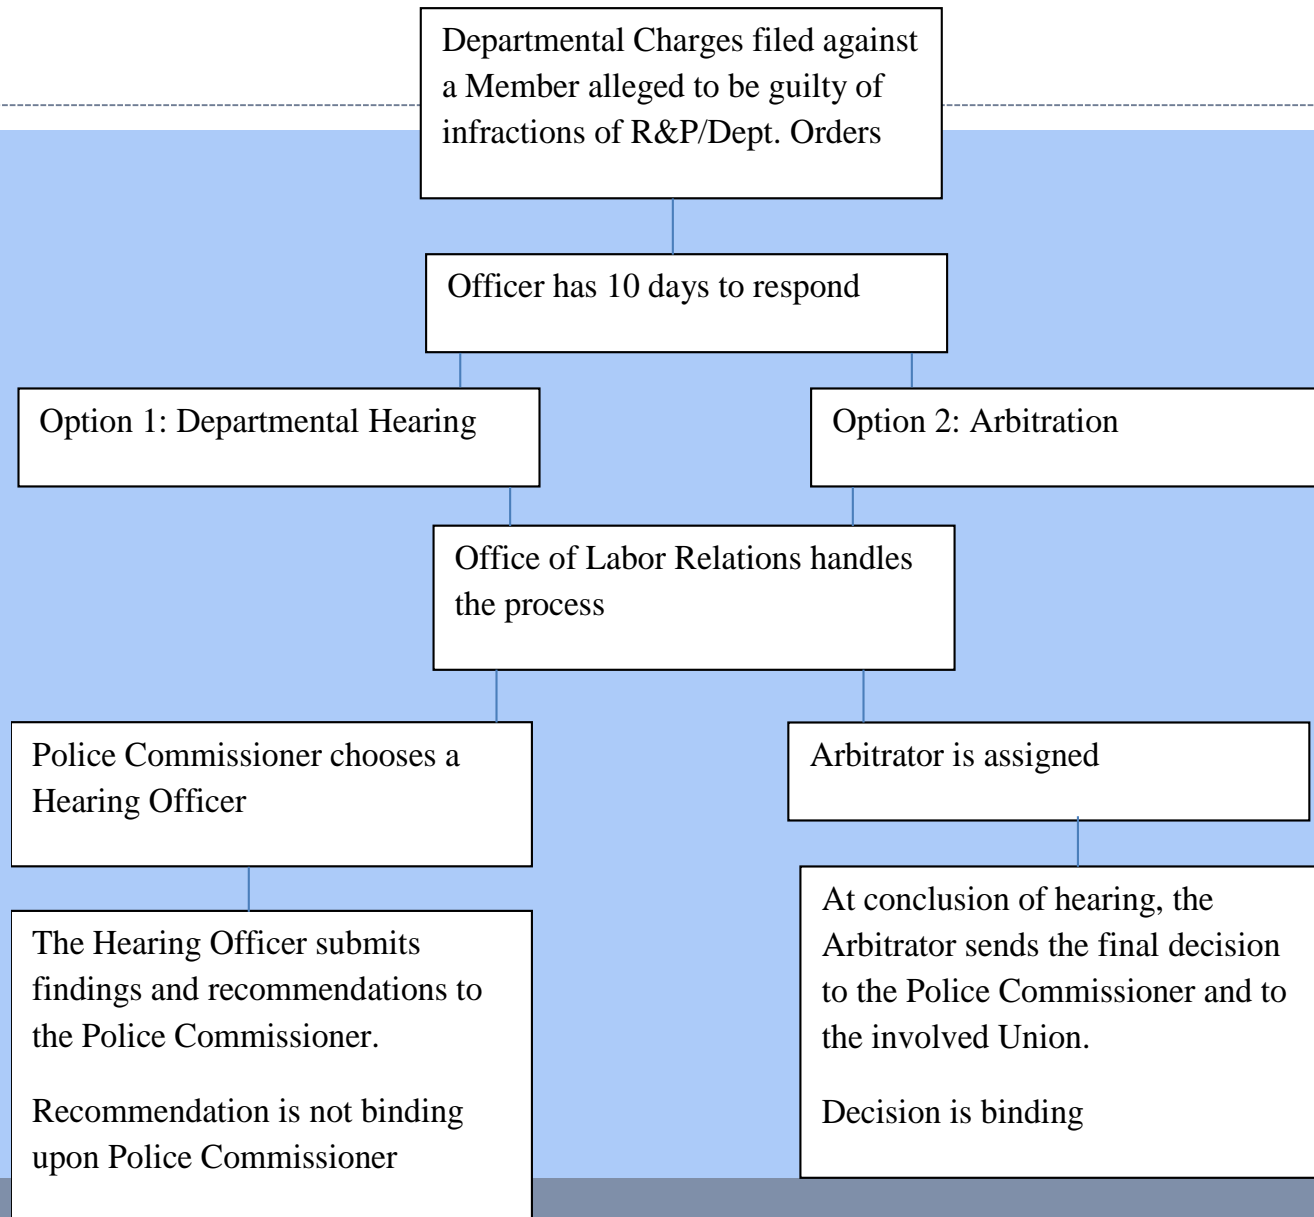 Departmental Charges filed against
a Member alleged to be guilty of
infractions of R&P/Dept. Orders
Officer has 10 days to respond
Option 1: Departmental Hearing
Option 2: Arbitration
Office of Labor Relations handles
the process
Police Commissioner chooses a
Hearing Officer
Arbitrator is assigned
The Hearing Officer submits
findings and recommendations to
the Police Commissioner.
Recommendation is not binding
upon Police Commissioner
At conclusion of hearing, the
Arbitrator sends the final decision
to the Police Commissioner and to
the involved Union.
Decision is binding